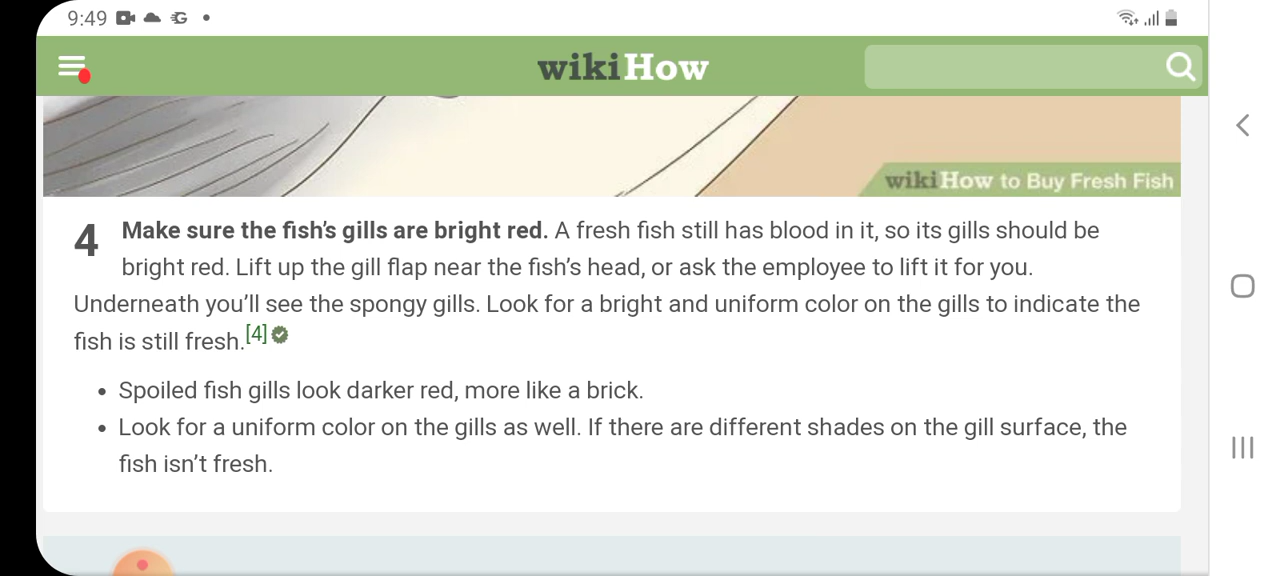 9:49
wikiHow
wikiHow to Buy Fresh Fish
4 Make sure the fish's gills are bright red. A fresh fish still has blood in it, so its gills should be
bright red. Lift up the gill flap near the fish's head, or ask the employee to lift it for you.
Underneath you'll see the spongy gills. Look for a bright and uniform color on the gills to indicate the
fish is still fresh.[4]
• Spoiled fish gills look darker red, more like a brick.
• Look for a uniform color on the gills as well. If there are different shades on the gill surface, the
fish isn't fresh.